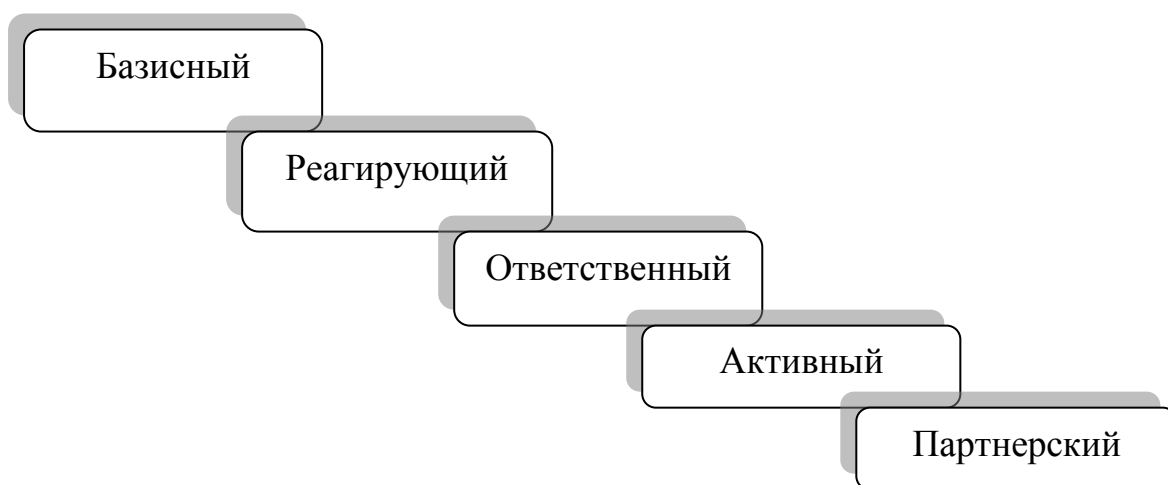 Базисный
Реагирующий
Ответственный
Активный
Партнерский